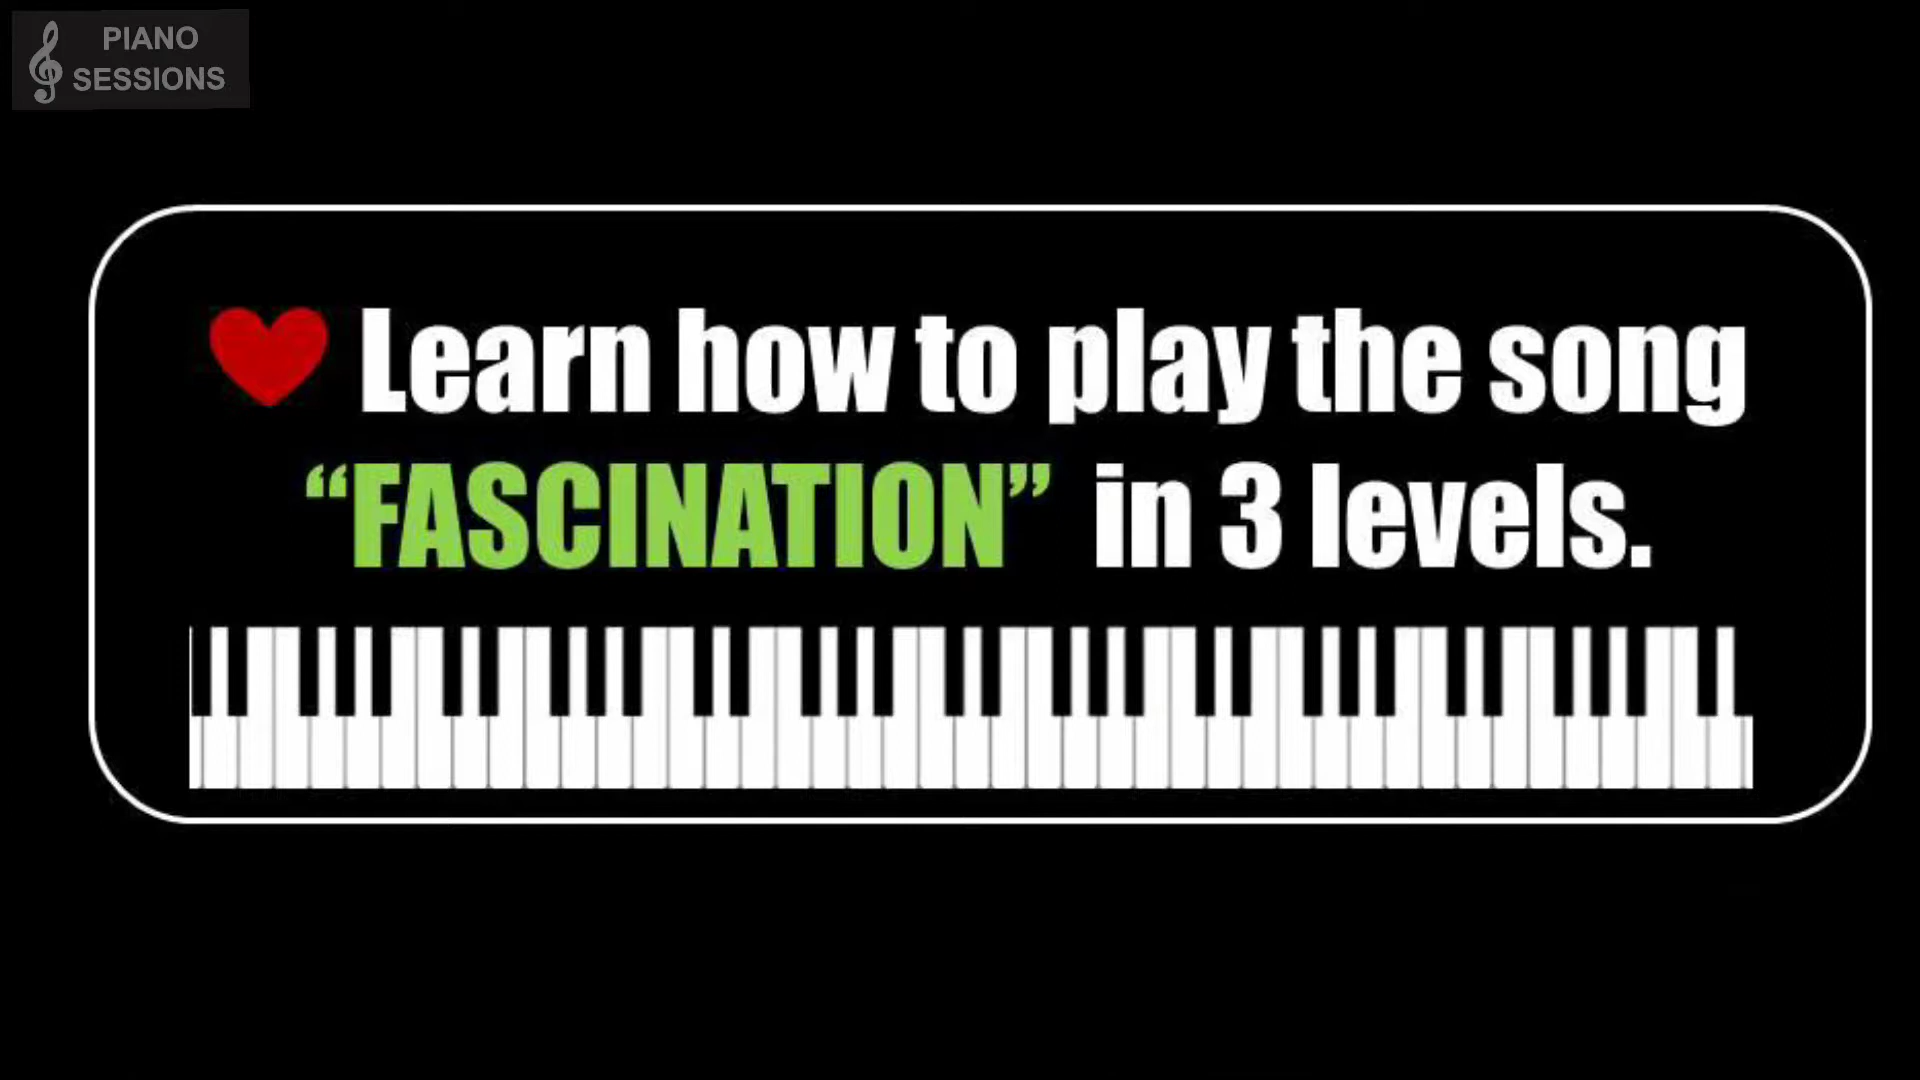 PIANO
SESSIONS
Learn how to play the song
“FASCINATION” in 3 levels.